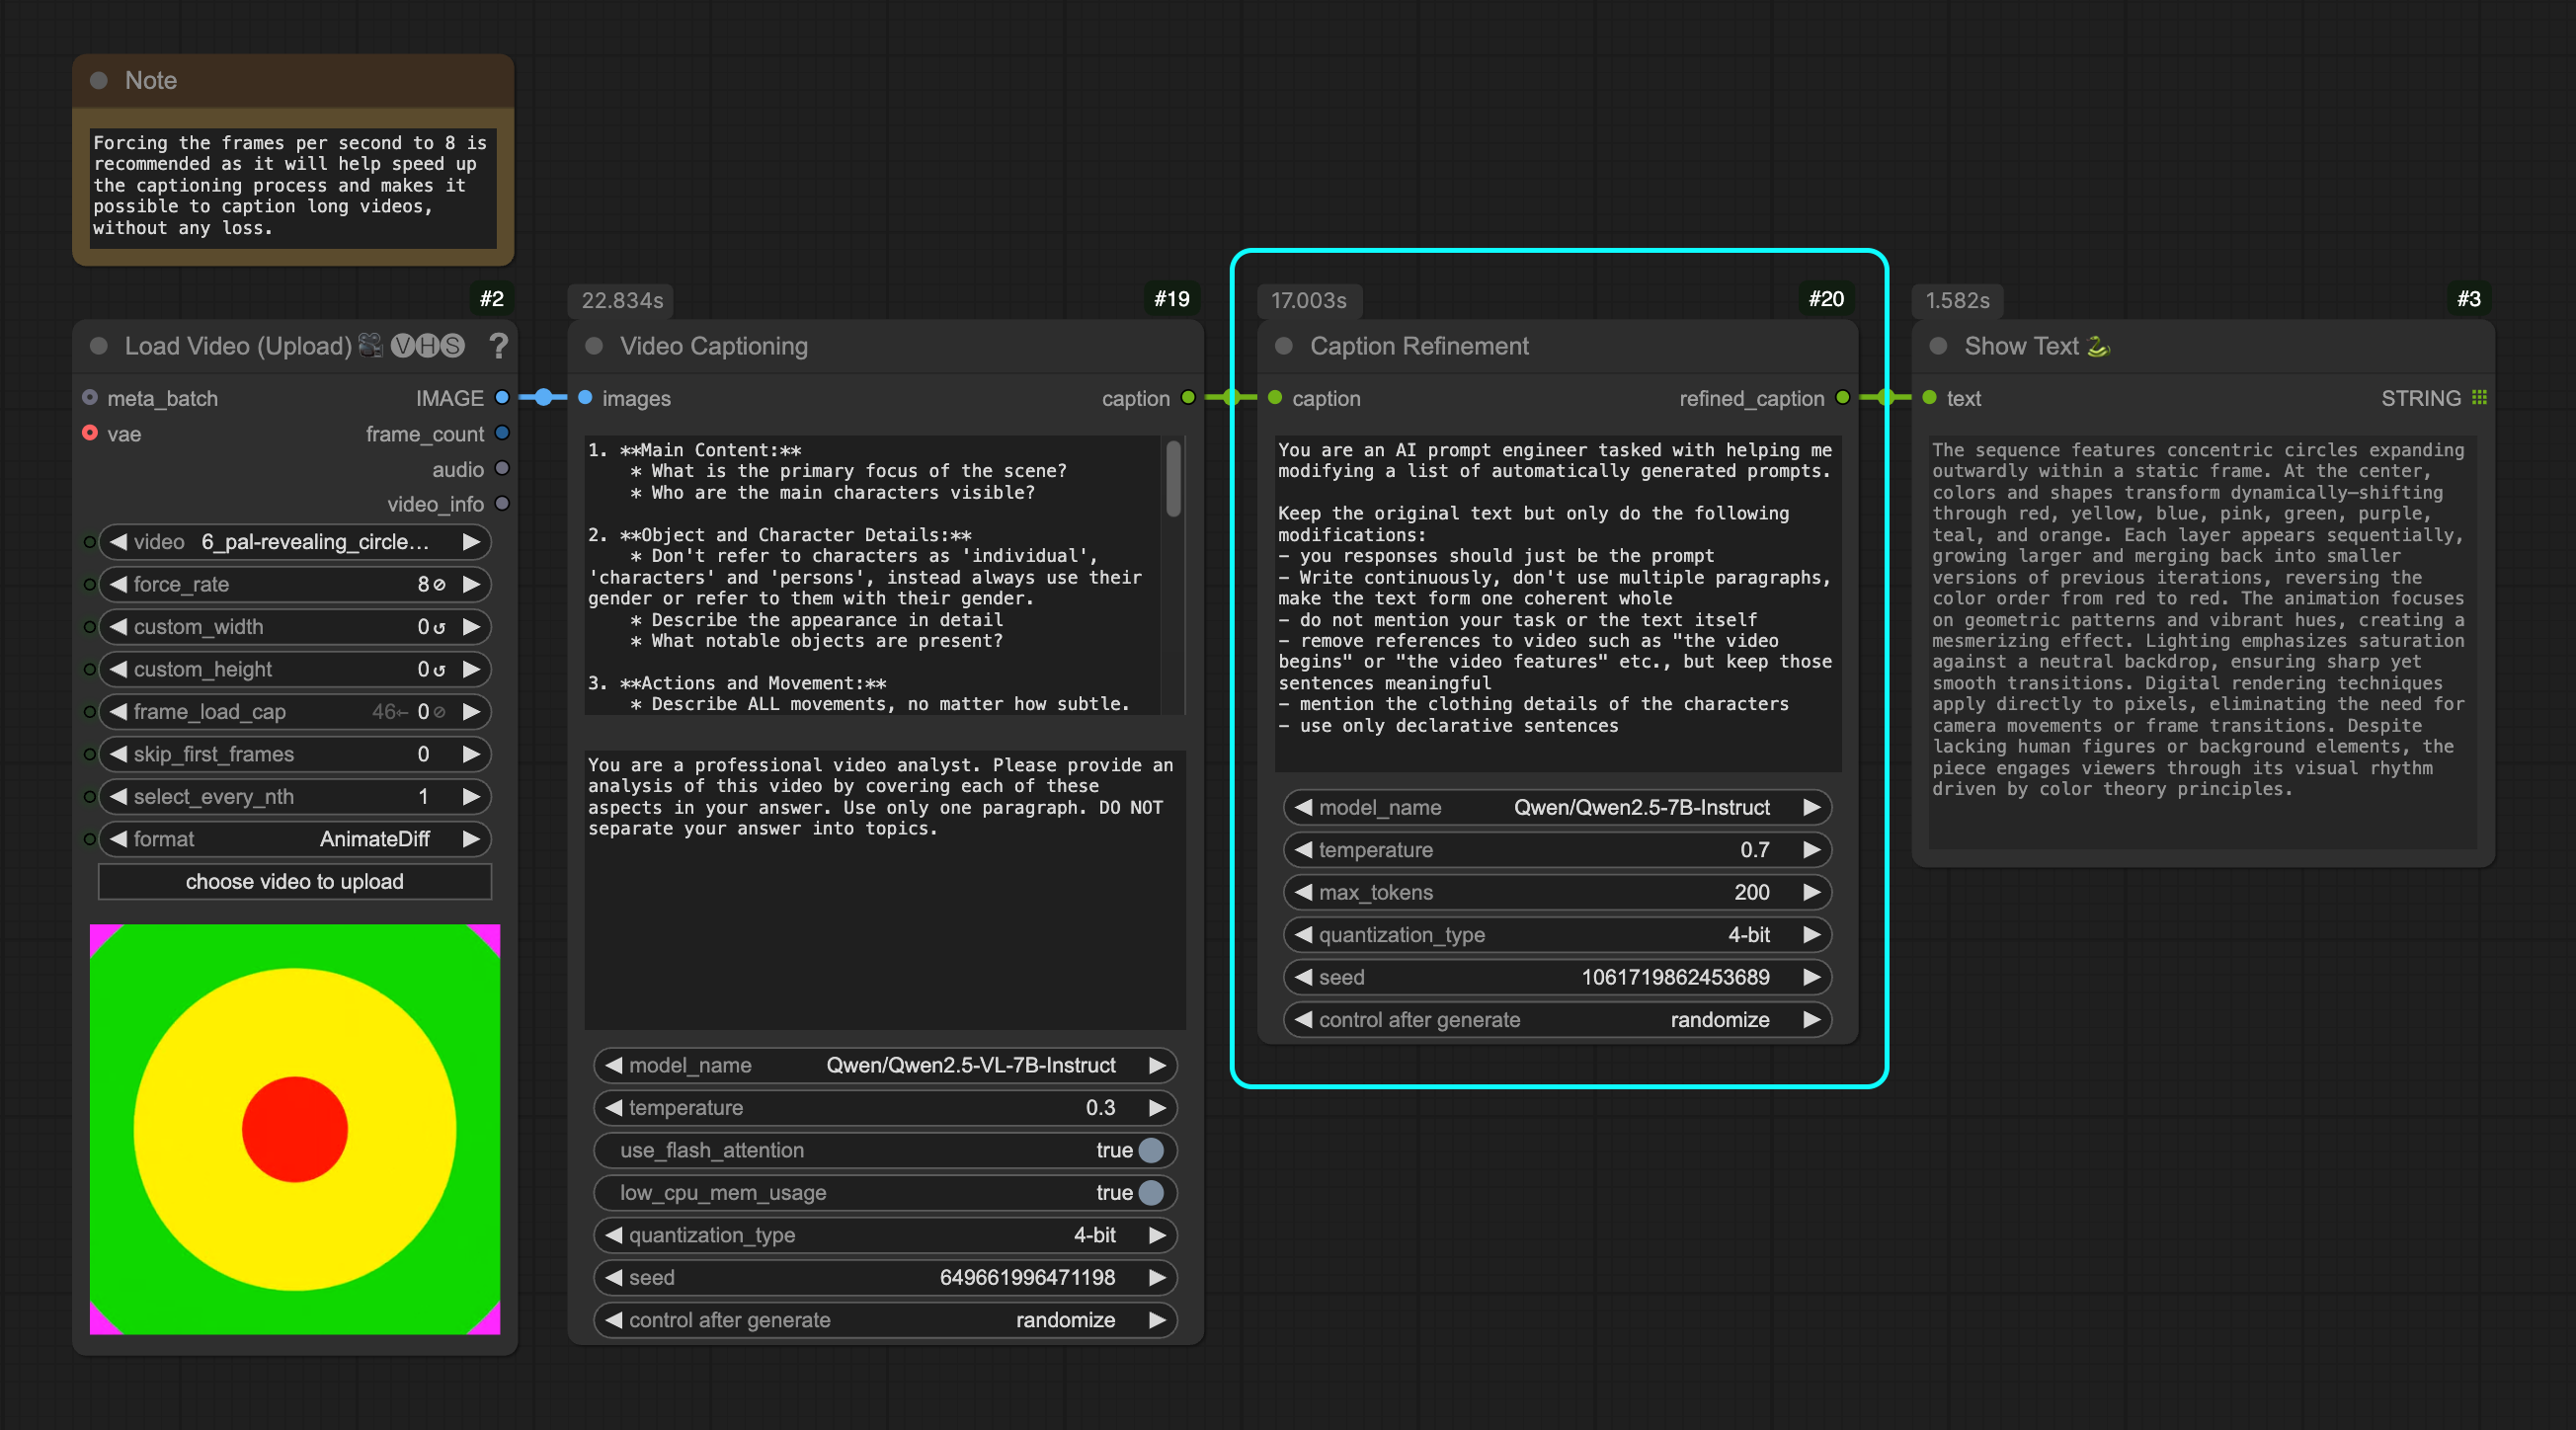 Note
Forcing the frames per second to 8 is
recommended as it will help speed up
the captioning process and makes it
possible to caption long videos,
without any loss.
#2
Load Video (Upload) 🎥🅥🅗🅢 ?
meta_batch IMAGE
vae frame_count
audio
video_info
video 6_pal-revealing_circle...
force_rate 8⊘
custom_width 0↺
custom_height 0↺
frame_load_cap 46← 0⊘
skip_first_frames 0
select_every_nth 1
format AnimateDiff
choose video to upload
22.834s #19
Video Captioning
images caption
1. **Main Content:**
* What is the primary focus of the scene?
* Who are the main characters visible?
2. **Object and Character Details:**
* Don't refer to characters as 'individual',
'characters' and 'persons', instead always use their
gender or refer to them with their gender.
* Describe the appearance in detail
* What notable objects are present?
3. **Actions and Movement:**
* Describe ALL movements, no matter how subtle.
You are a professional video analyst. Please provide an
analysis of this video by covering each of these
aspects in your answer. Use only one paragraph. DO NOT
separate your answer into topics.
model_name Qwen/Qwen2.5-VL-7B-Instruct
temperature 0.3
use_flash_attention true
low_cpu_mem_usage true
quantization_type 4-bit
seed 649661996471198
control after generate randomize
17.003s #20
Caption Refinement
caption refined_caption
You are an AI prompt engineer tasked with helping me
modifying a list of automatically generated prompts.
Keep the original text but only do the following
modifications:
- you responses should just be the prompt
- Write continuously, don't use multiple paragraphs,
make the text form one coherent whole
- do not mention your task or the text itself
- remove references to video such as "the video
begins" or "the video features" etc., but keep those
sentences meaningful
- mention the clothing details of the characters
- use only declarative sentences
model_name Qwen/Qwen2.5-7B-Instruct
temperature 0.7
max_tokens 200
quantization_type 4-bit
seed 1061719862453689
control after generate randomize
1.582s #3
Show Text 🐍
text STRING
The sequence features concentric circles expanding
outwardly within a static frame. At the center,
colors and shapes transform dynamically—shifting
through red, yellow, blue, pink, green, purple,
teal, and orange. Each layer appears sequentially,
growing larger and merging back into smaller
versions of previous iterations, reversing the
color order from red to red. The animation focuses
on geometric patterns and vibrant hues, creating a
mesmerizing effect. Lighting emphasizes saturation
against a neutral backdrop, ensuring sharp yet
smooth transitions. Digital rendering techniques
apply directly to pixels, eliminating the need for
camera movements or frame transitions. Despite
lacking human figures or background elements, the
piece engages viewers through its visual rhythm
driven by color theory principles.